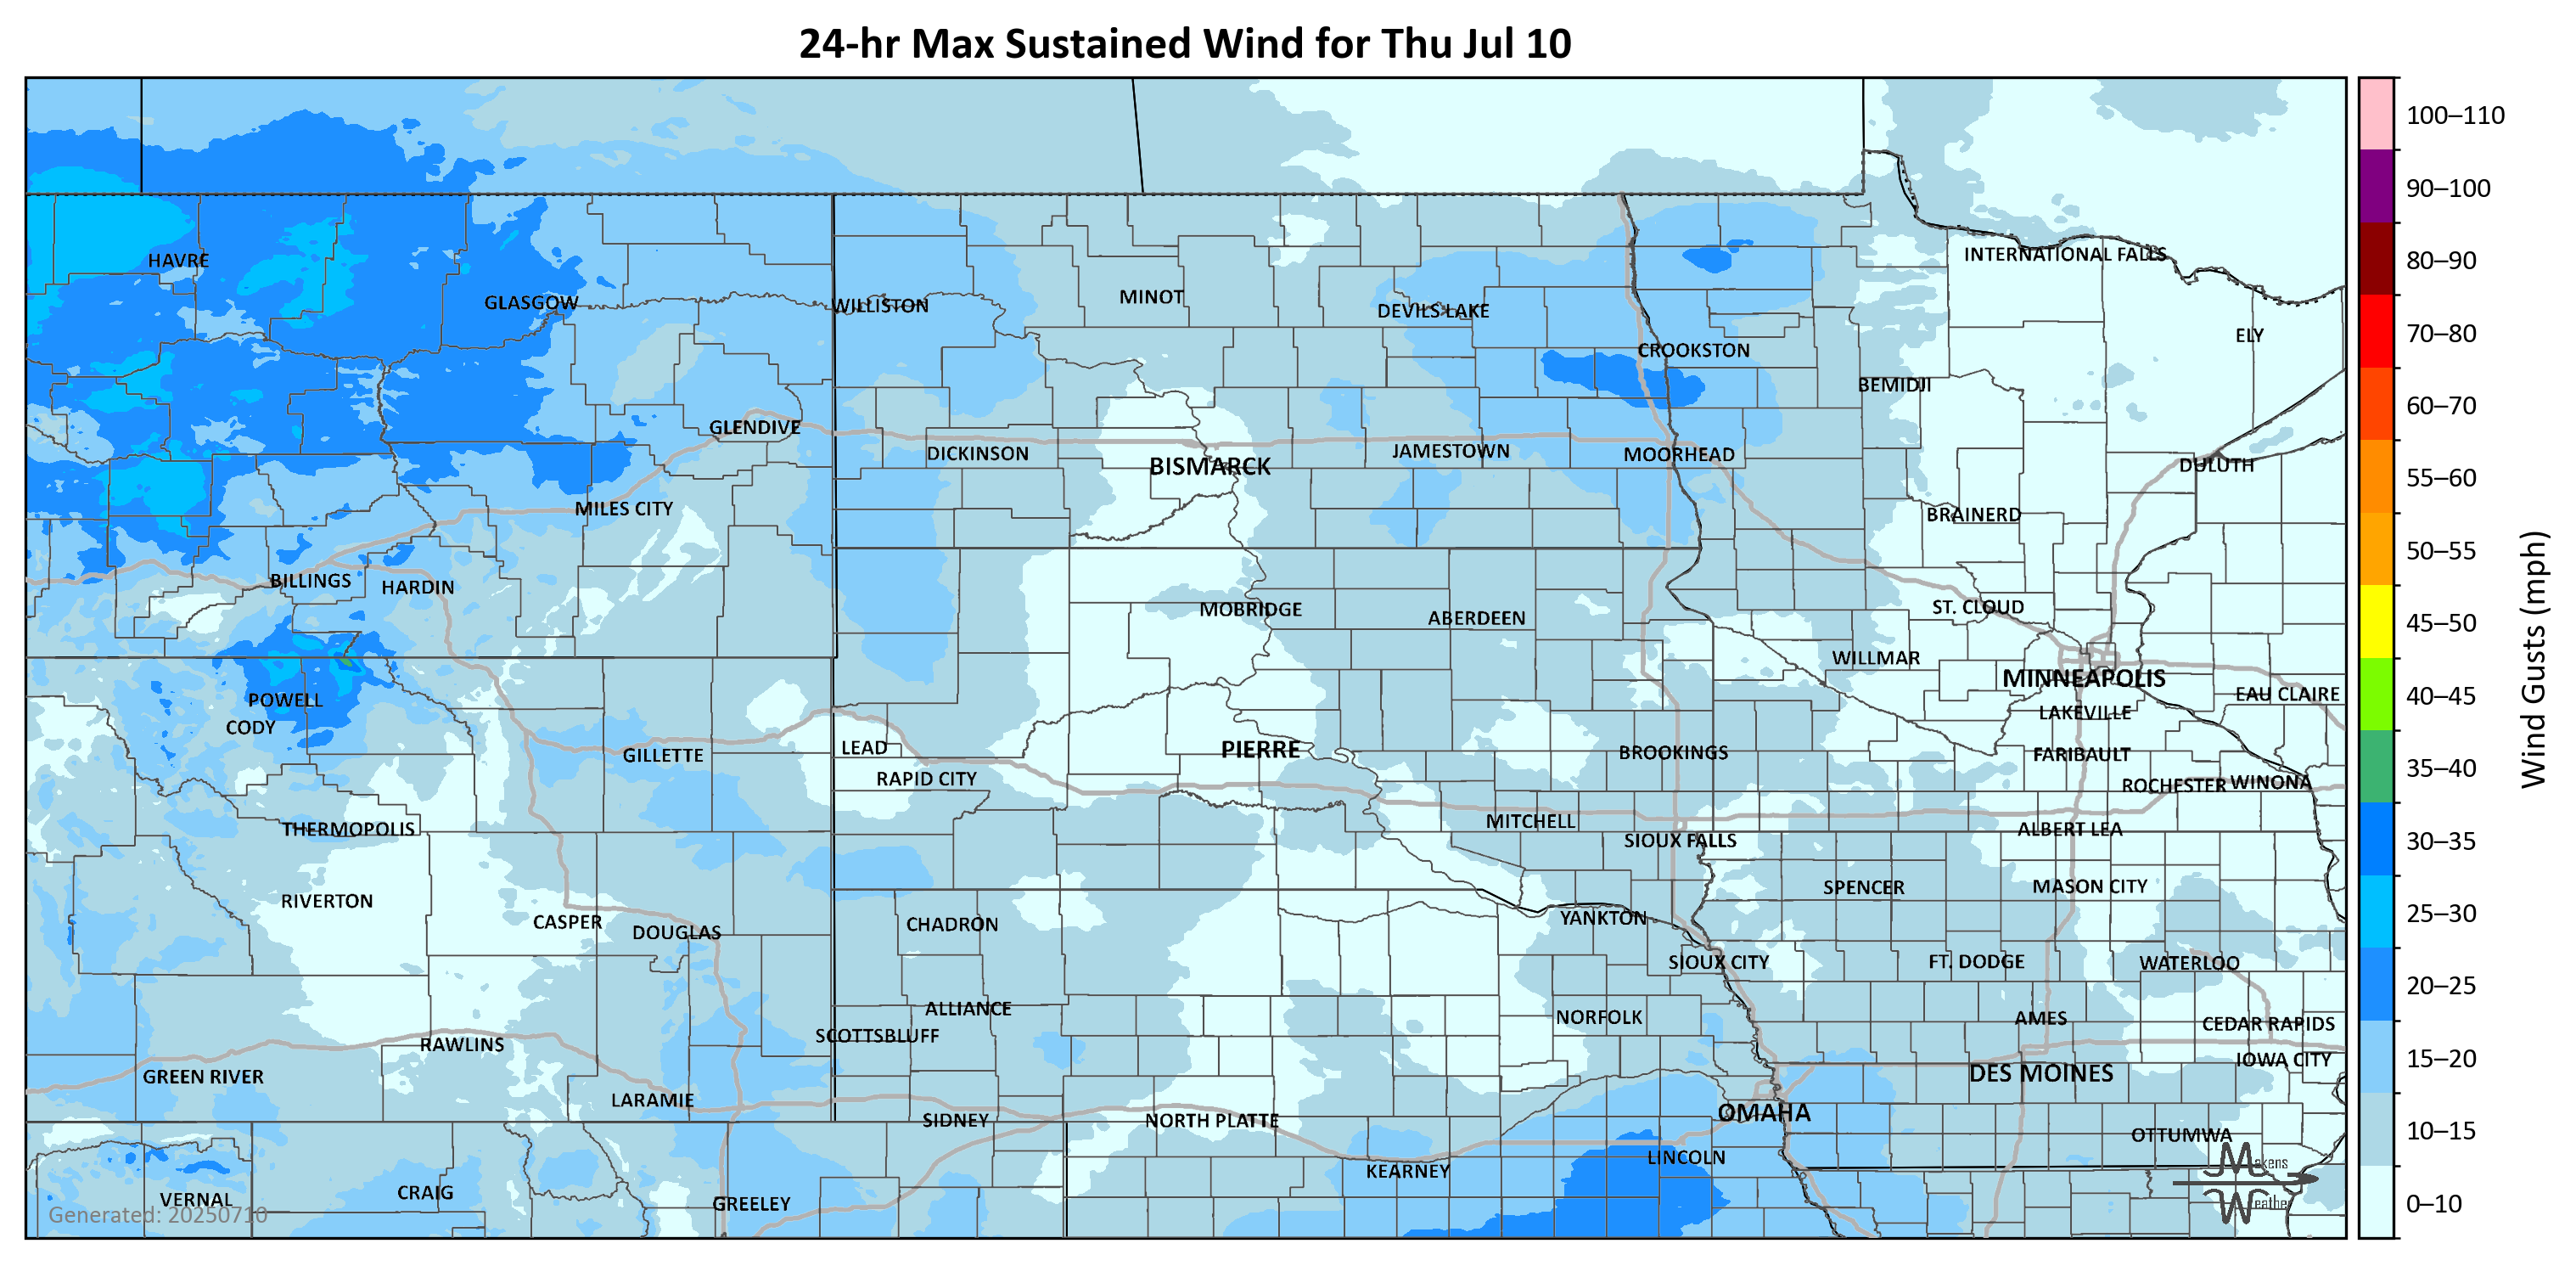 24-hr Max Sustained Wind for Thu Jul 10
100–110
90–100
80–90
70–80
60–70
55–60
50–55
45–50
40–45
35–40
30–35
25–30
20–25
15–20
10–15
0–10
Wind Gusts (mph)
HAVRE
GLASGOW
WILLISTON
MINOT
DEVILS LAKE
INTERNATIONAL FALLS
ELY
CROOKSTON
BEMIDJI
GLENDIVE
DICKINSON
BISMARCK
JAMESTOWN
MOORHEAD
DULUTH
MILES CITY
BRAINERD
BILLINGS
HARDIN
MOBRIDGE
ABERDEEN
ST. CLOUD
WILLMAR
MINNEAPOLIS
EAU CLAIRE
POWELL
CODY
LAKEVILLE
GILLETTE
LEAD
PIERRE
BROOKINGS
FARIBAULT
RAPID CITY
ROCHESTER
WINONA
THERMOPOLIS
MITCHELL
SIOUX FALLS
ALBERT LEA
RIVERTON
SPENCER
MASON CITY
CASPER
DOUGLAS
CHADRON
YANKTON
SIOUX CITY
FT. DODGE
WATERLOO
ALLIANCE
NORFOLK
AMES
CEDAR RAPIDS
RAWLINS
SCOTTSBLUFF
IOWA CITY
GREEN RIVER
DES MOINES
LARAMIE
SIDNEY
NORTH PLATTE
OMAHA
OTTUMWA
KEARNEY
LINCOLN
VERNAL
CRAIG
GREELEY
Generated: 20250710
Makens
Weather